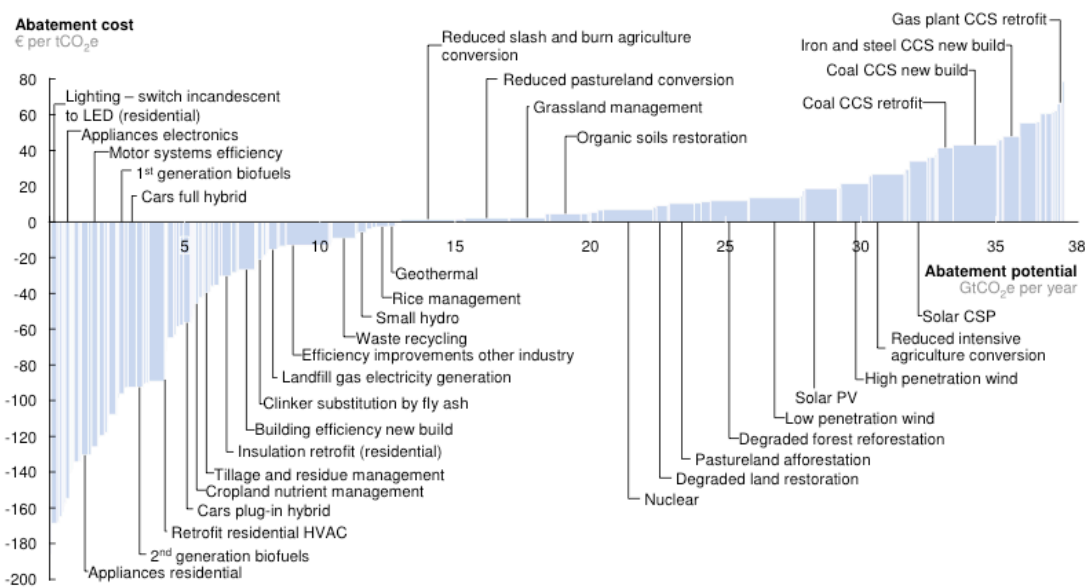 Abatement cost
€ per tCO2e
Gas plant CCS retrofit
Reduced slash and burn agriculture
conversion
Iron and steel CCS new build
Coal CCS new build
Reduced pastureland conversion
80
Lighting – switch incandescent
to LED (residential)
Grassland management
Coal CCS retrofit
60
Appliances electronics
Organic soils restoration
40
Motor systems efficiency
1st generation biofuels
20
Cars full hybrid
0
5
10
15
20
25
30
35
38
-20
Geothermal
Abatement potential
GtCO2e per year
-40
Rice management
Small hydro
Solar CSP
-60
Waste recycling
Reduced intensive
agriculture conversion
Efficiency improvements other industry
-80
Landfill gas electricity generation
High penetration wind
-100
Clinker substitution by fly ash
Solar PV
Low penetration wind
-120
Building efficiency new build
Degraded forest reforestation
Insulation retrofit (residential)
Pastureland afforestation
-140
Tillage and residue management
Degraded land restoration
Cropland nutrient management
Nuclear
-160
Cars plug-in hybrid
Retrofit residential HVAC
-180
2nd generation biofuels
Appliances residential
-200